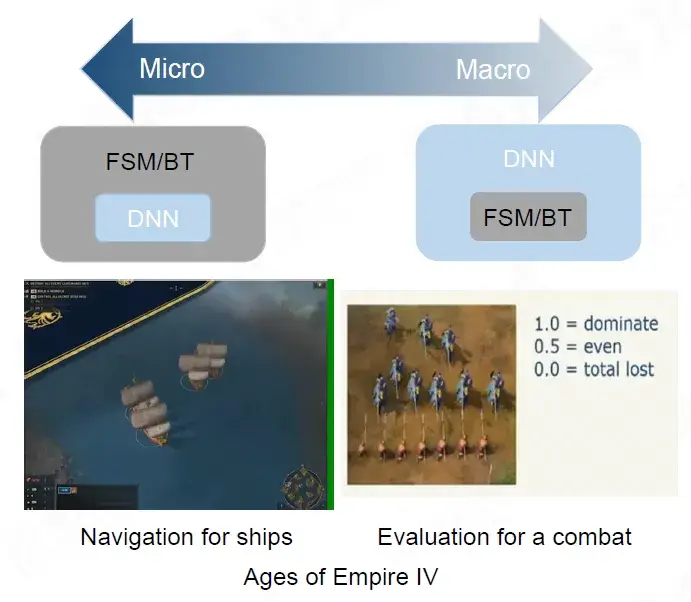 Micro
Macro
FSM/BT
DNN
DNN
FSM/BT
1.0 = dominate
0.5 = even
0.0 = total lost
Navigation for ships
Evaluation for a combat
Ages of Empire IV